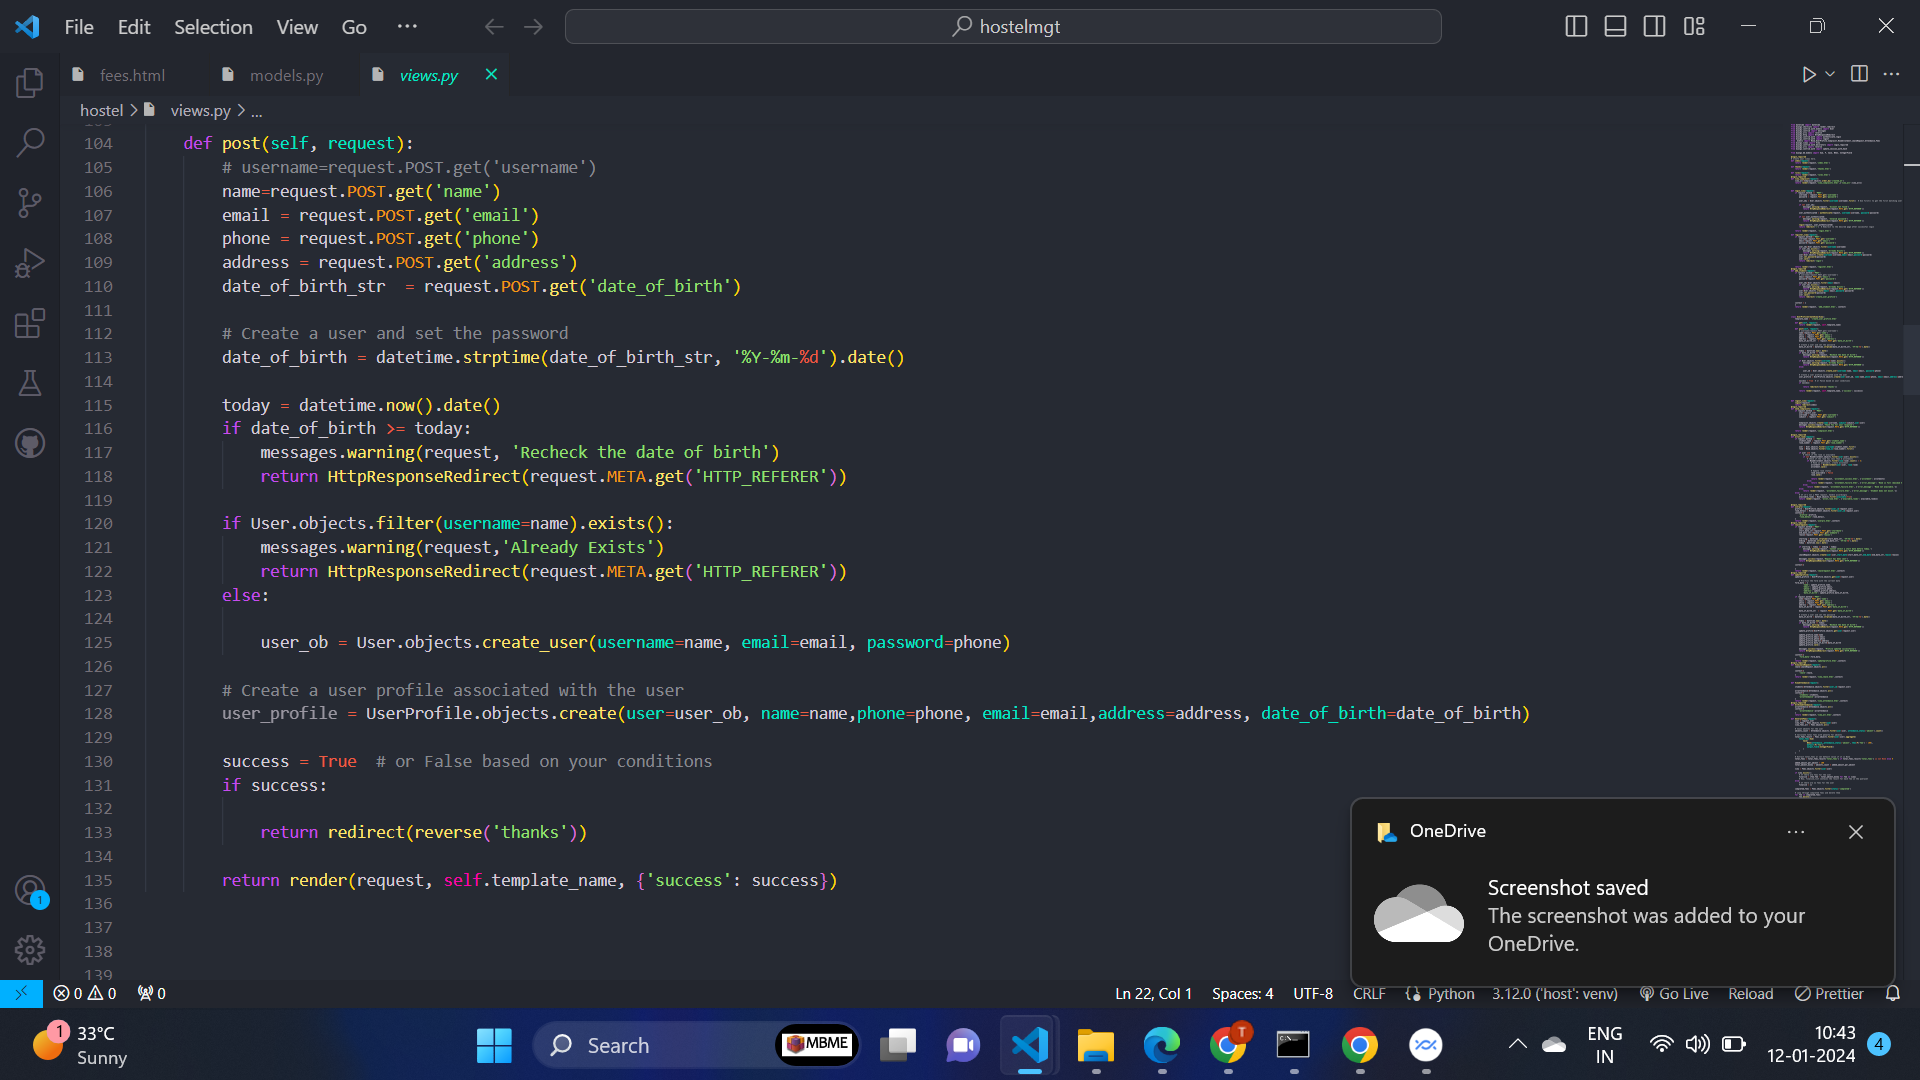 File Edit Selection View Go ···
hostelmgt
fees.html models.py views.py
hostel > views.py > ...
104 def post(self, request):
105 # username=request.POST.get('username')
106 name=request.POST.get('name')
107 email = request.POST.get('email')
108 phone = request.POST.get('phone')
109 address = request.POST.get('address')
110 date_of_birth_str  = request.POST.get('date_of_birth')
111
112 # Create a user and set the password
113 date_of_birth = datetime.strptime(date_of_birth_str, '%Y-%m-%d').date()
114
115 today = datetime.now().date()
116 if date_of_birth >= today:
117 messages.warning(request, 'Recheck the date of birth')
118 return HttpResponseRedirect(request.META.get('HTTP_REFERER'))
119
120 if User.objects.filter(username=name).exists():
121 messages.warning(request,'Already Exists')
122 return HttpResponseRedirect(request.META.get('HTTP_REFERER'))
123 else:
124
125 user_ob = User.objects.create_user(username=name, email=email, password=phone)
126
127 # Create a user profile associated with the user
128 user_profile = UserProfile.objects.create(user=user_ob, name=name,phone=phone, email=email,address=address, date_of_birth=date_of_birth)
129
130 success = True  # or False based on your conditions
131 if success:
132
133 return redirect(reverse('thanks'))
134
135 return render(request, self.template_name, {'success': success})
136
137
138
139
OneDrive
Screenshot saved
The screenshot was added to your
OneDrive.
1
0 0 0
Ln 22, Col 1 Spaces: 4 UTF-8 CRLF Python 3.12.0 ('host': venv) Go Live Reload Prettier
1
33°C
Sunny
Search
MBME
T
ENG
IN
10:43
12-01-2024
4